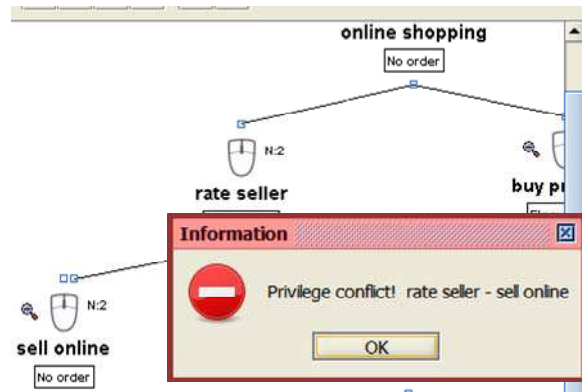 online shopping
No order
N:2
rate seller
buy
Information
Privilege conflict! rate seller - sell online
OK
N:2
sell online
No order